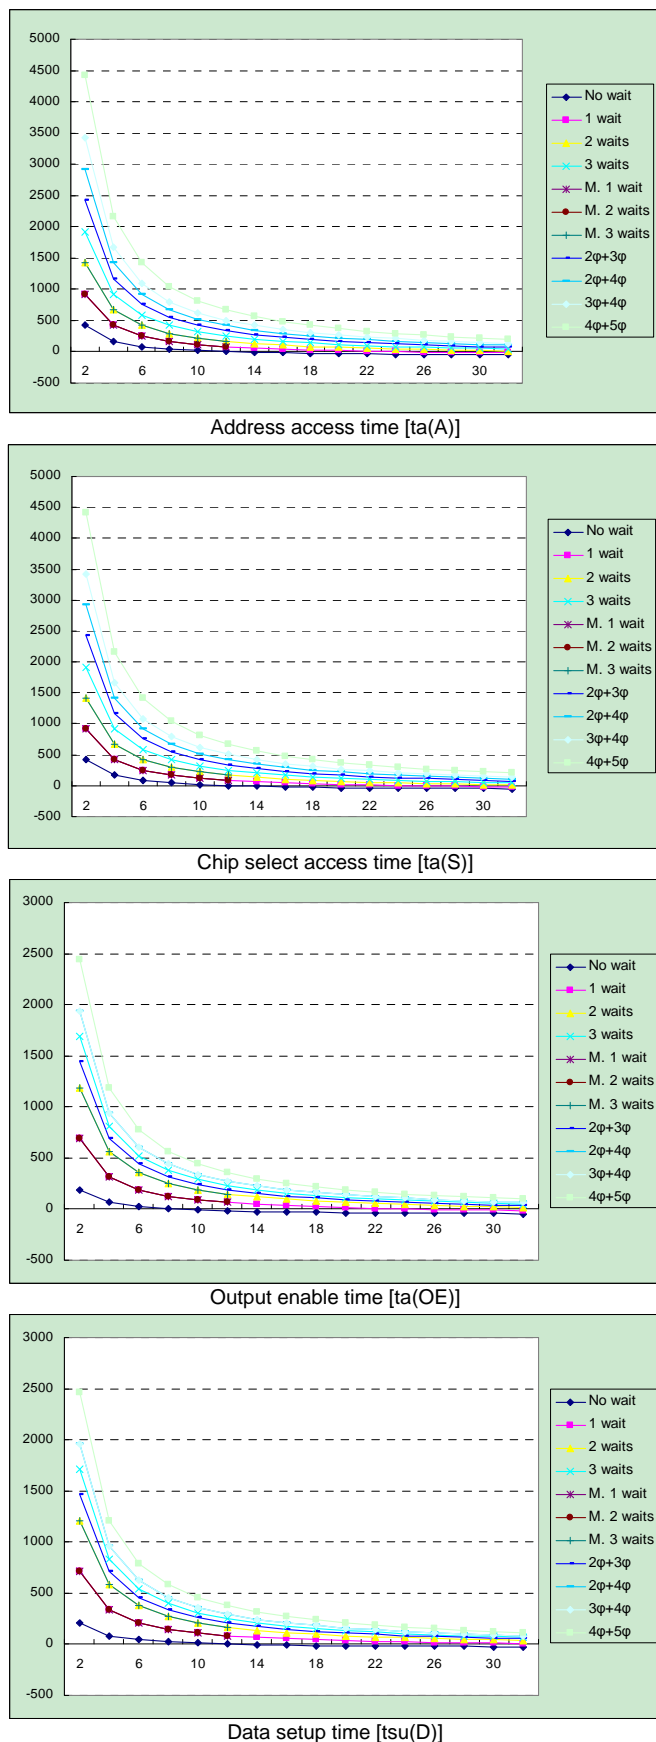 5000
4500
4000
3500
3000
2500
2000
1500
1000
500
0
-500
2 6 10 14 18 22 26 30
No wait
1 wait
2 waits
3 waits
M. 1 wait
M. 2 waits
M. 3 waits
2φ+3φ
2φ+4φ
3φ+4φ
4φ+5φ
Address access time [ta(A)]
5000
4500
4000
3500
3000
2500
2000
1500
1000
500
0
-500
2 6 10 14 18 22 26 30
No wait
1 wait
2 waits
3 waits
M. 1 wait
M. 2 waits
M. 3 waits
2φ+3φ
2φ+4φ
3φ+4φ
4φ+5φ
Chip select access time [ta(S)]
3000
2500
2000
1500
1000
500
0
-500
2 6 10 14 18 22 26 30
No wait
1 wait
2 waits
3 waits
M. 1 wait
M. 2 waits
M. 3 waits
2φ+3φ
2φ+4φ
3φ+4φ
4φ+5φ
Output enable time [ta(OE)]
3000
2500
2000
1500
1000
500
0
-500
2 6 10 14 18 22 26 30
No wait
1 wait
2 waits
3 waits
M. 1 wait
M. 2 waits
M. 3 waits
2φ+3φ
2φ+4φ
3φ+4φ
4φ+5φ
Data setup time [tsu(D)]